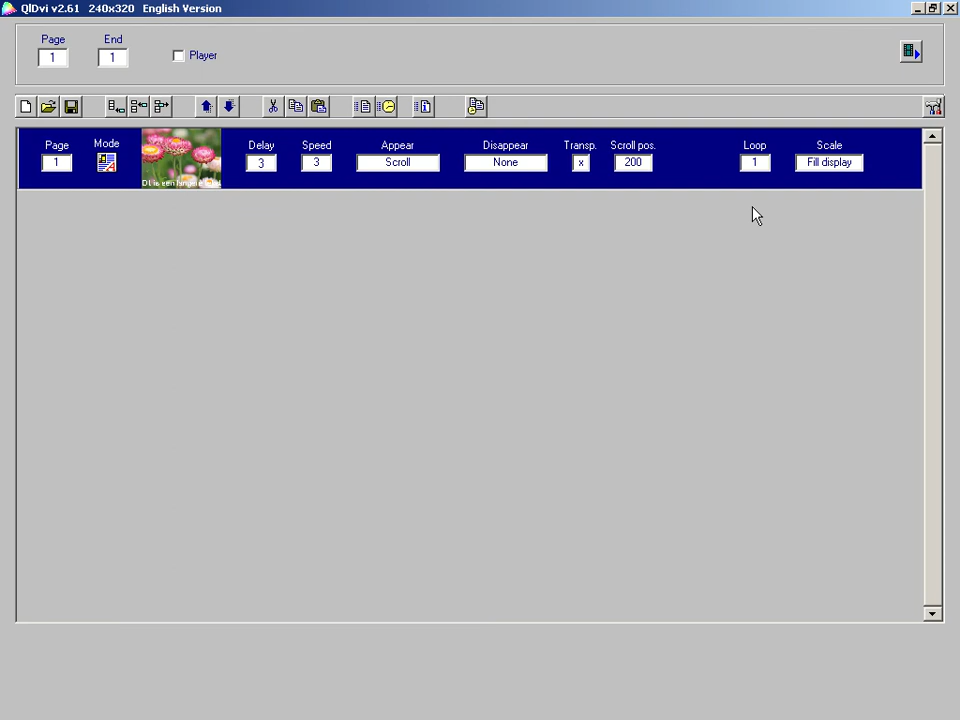 QlDvi v2.61 240x320 English Version
Page End
1 1 Player
Page Mode Delay Speed Appear Disappear Transp. Scroll pos. Loop Scale
1 3 3 Scroll None x 200 1 Fill display